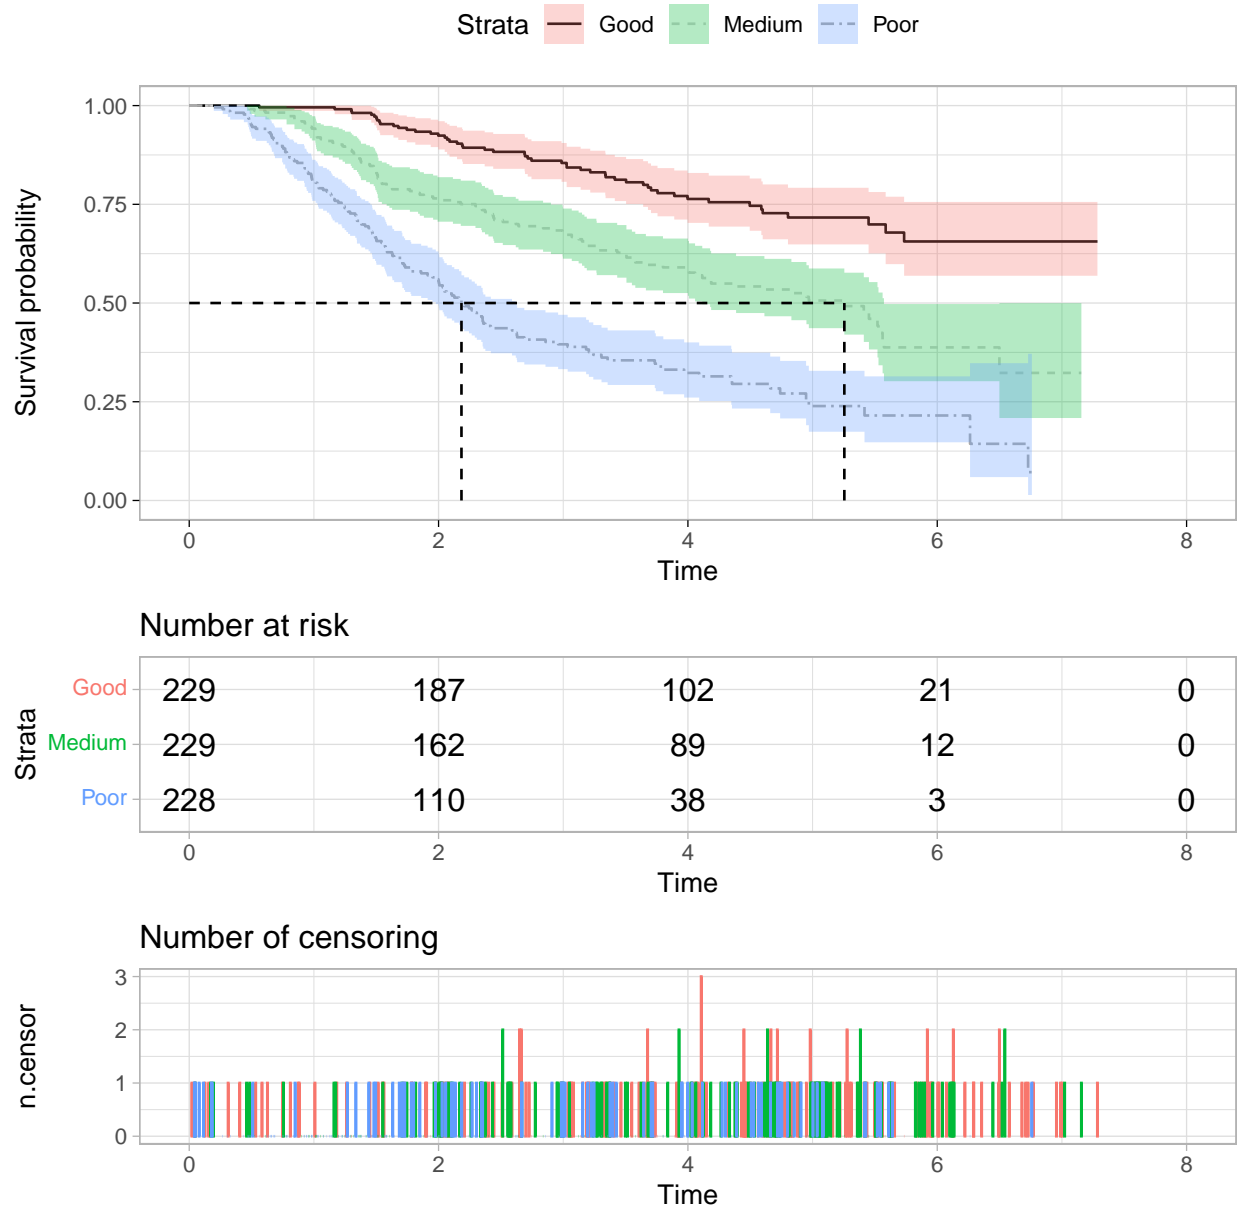 Strata Good Medium Poor
Survival probability
1.00
0.75
0.50
0.25
0.00
0 2 4 6 8
Time
Number at risk
Strata
Good 229 187 102 21 0
Medium 229 162 89 12 0
Poor 228 110 38 3 0
0 2 4 6 8
Time
Number of censoring
n.censor
3
2
1
0
0 2 4 6 8
Time